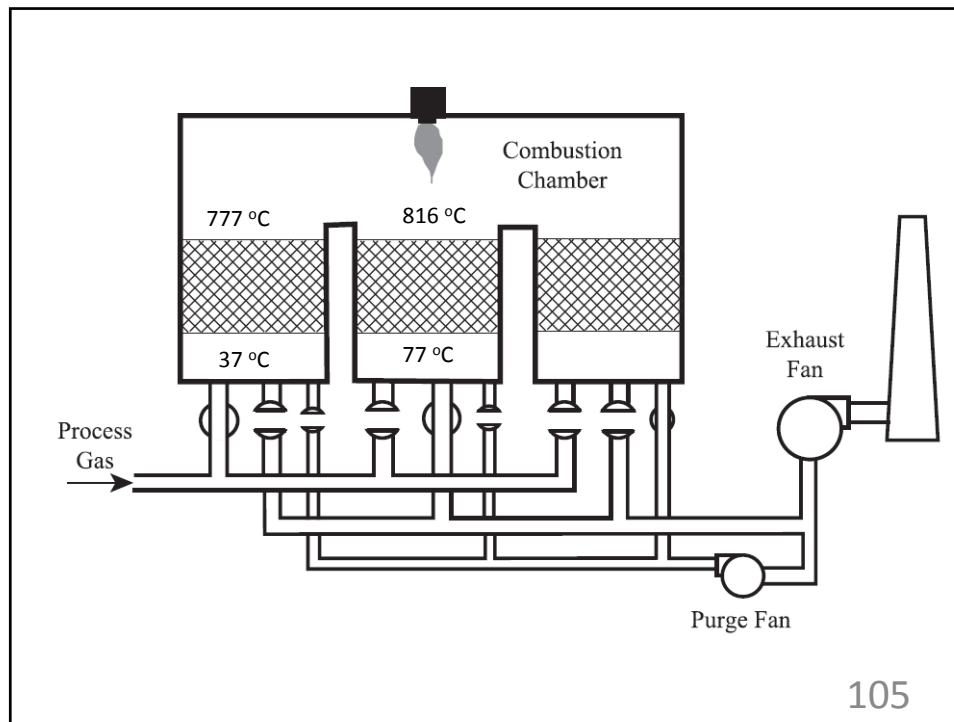 Combustion
Chamber
777 °C
816 °C
37 °C
77 °C
Exhaust
Fan
Process
Gas
Purge Fan
105